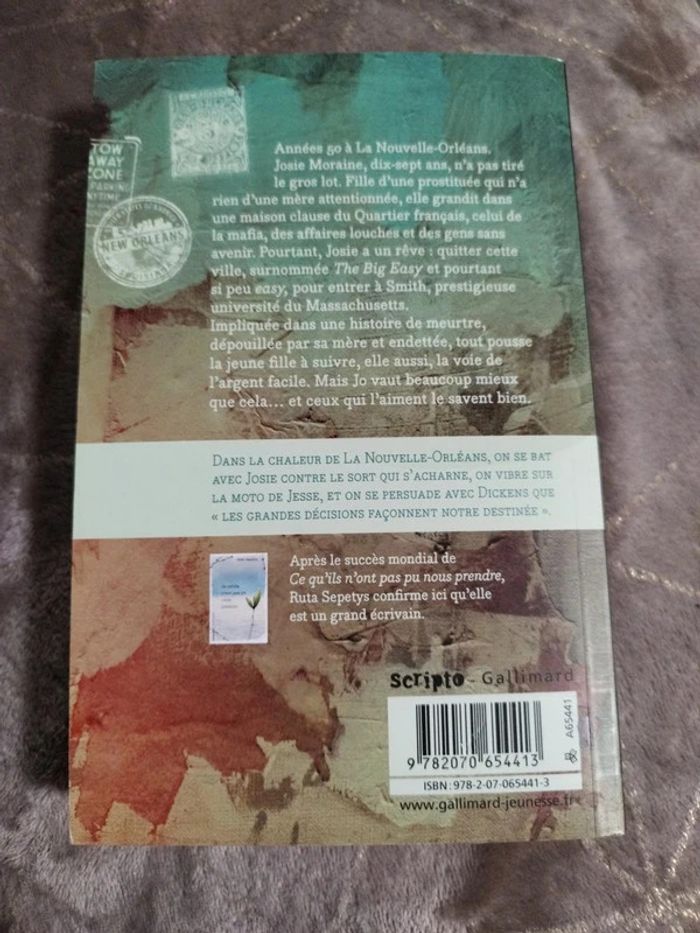 Années 50 à La Nouvelle-Orléans.
Josie Moraine, dix-sept ans, n'a pas tiré
le gros lot. Fille d'une prostituée qui n'a
rien d'une mère attentionnée, elle grandit dans
une maison clause du Quartier français, celui de
la mafia, des affaires louches et des gens sans
avenir. Pourtant, Josie a un rêve : quitter cette
ville, surnommée The Big Easy et pourtant
si peu easy, pour entrer à Smith, prestigieuse
université du Massachusetts.
Impliquée dans une histoire de meurtre,
dépouillée par sa mère et endettée, tout pousse
la jeune fille à suivre, elle aussi, la voie de
l'argent facile. Mais Jo vaut beaucoup mieux
que cela... et ceux qui l'aiment le savent bien.
TOW
AWAY
ZONE
NEW ORLEANS
DANS LA CHALEUR DE LA NOUVELLE-ORLÉANS, ON SE BAT
AVEC JOSIE CONTRE LE SORT QUI S'ACHARNE, ON VIBRE SUR
LA MOTO DE JESSE, ET ON SE PERSUADE AVEC DICKENS QUE
« LES GRANDES DÉCISIONS FAÇONNENT NOTRE DESTINÉE ».
Après le succès mondial de
Ce qu'ils n'ont pas pu nous prendre,
Ruta Sepetys confirme ici qu'elle
est un grand écrivain.
scripto - Gallimard
A65441
9 782070 654413
ISBN : 978-2-07-065441-3
www.gallimard-jeunesse.fr